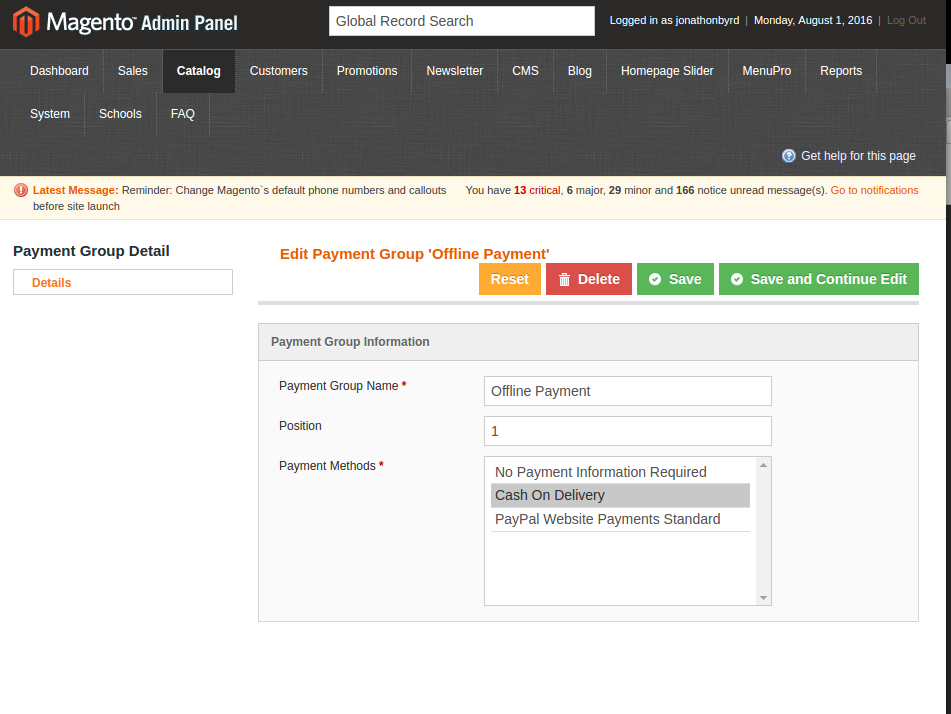 Magento™ Admin Panel
Global Record Search
Logged in as jonathonbyrd | Monday, August 1, 2016 | Log Out
Dashboard Sales Catalog Customers Promotions Newsletter CMS Blog Homepage Slider MenuPro Reports
System Schools FAQ
Get help for this page
Latest Message: Reminder: Change Magento`s default phone numbers and callouts
before site launch
You have 13 critical, 6 major, 29 minor and 166 notice unread message(s). Go to notifications
Payment Group Detail
Details
Edit Payment Group 'Offline Payment'
Reset Delete Save Save and Continue Edit
Payment Group Information
Payment Group Name * Offline Payment
Position 1
Payment Methods *
No Payment Information Required
Cash On Delivery
PayPal Website Payments Standard